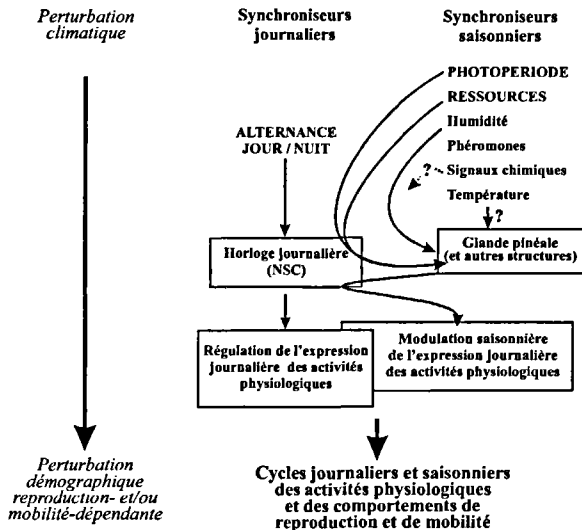 Perturbation
climatique
Synchroniseurs
journaliers
Synchroniseurs
saisonniers
PHOTOPERIODE
RESSOURCES
Humidité
Phéromones
? Signaux chimiques
Température
?
ALTERNANCE
JOUR / NUIT
Horloge journalière
(NSC)
Glande pinéale
(et autres structures)
Régulation de l'expression
journalière des activités
physiologiques
Modulation saisonnière
de l'expression journalière
des activités physiologiques
Perturbation
démographique
reproduction- et/ou
mobilité-dépendante
Cycles journaliers et saisonniers
des activités physiologiques
et des comportements de
reproduction et de mobilité